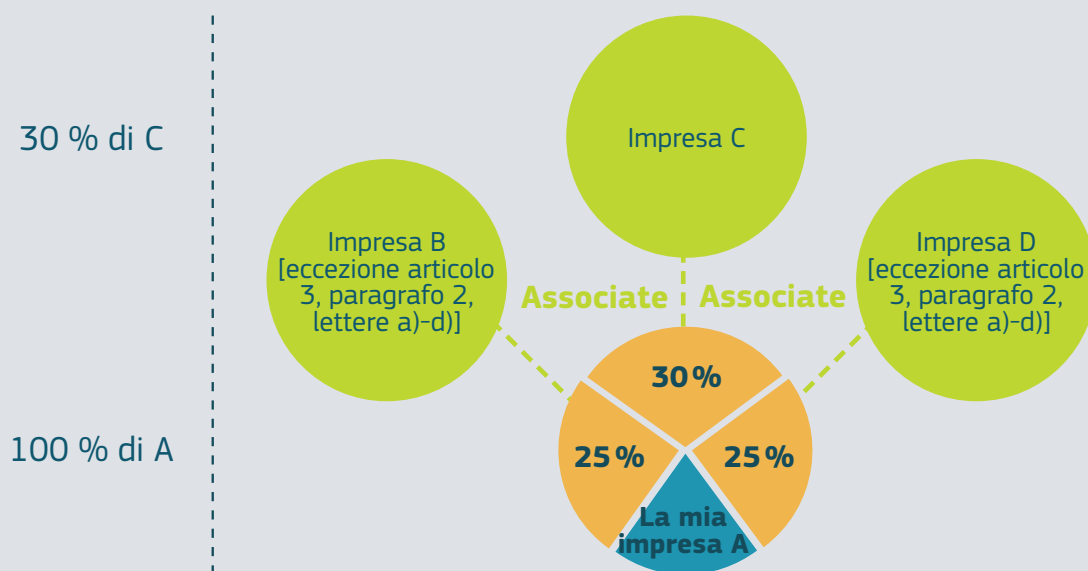 30 % di C
Impresa C
Impresa B
[eccezione articolo
3, paragrafo 2,
lettere a)-d)]
Impresa D
[eccezione articolo
3, paragrafo 2,
lettere a)-d)]
Associate
Associate
30 %
100 % di A
25 %
25 %
La mia
impresa A